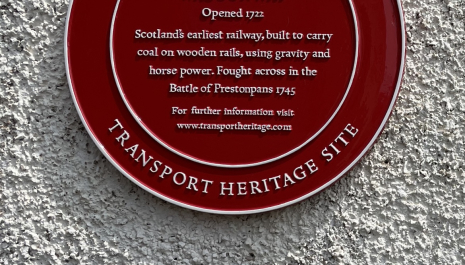 Opened 1722
Scotland's earliest railway, built to carry
coal on wooden rails, using gravity and
horse power. Fought across in the
Battle of Prestonpans 1745
For further information visit
www.transportheritage.com
TRANSPORT HERITAGE SITE